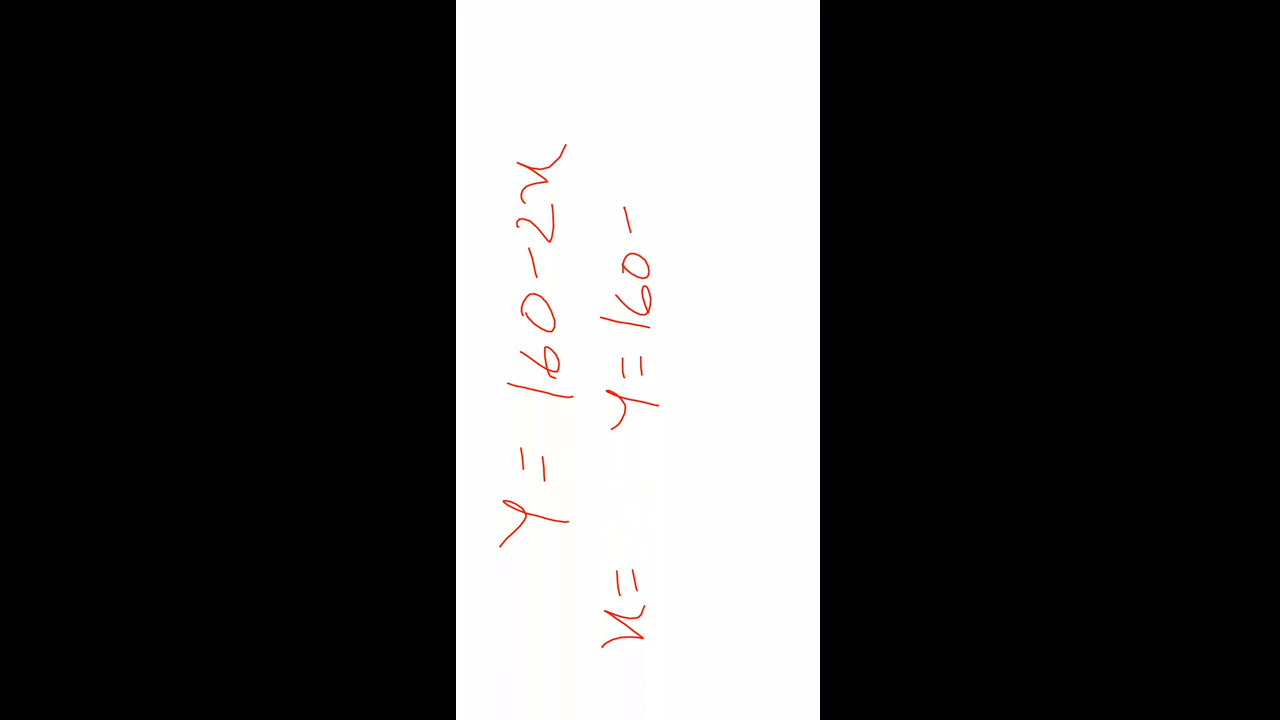 y = 160 - 2x
x = y = 160 -